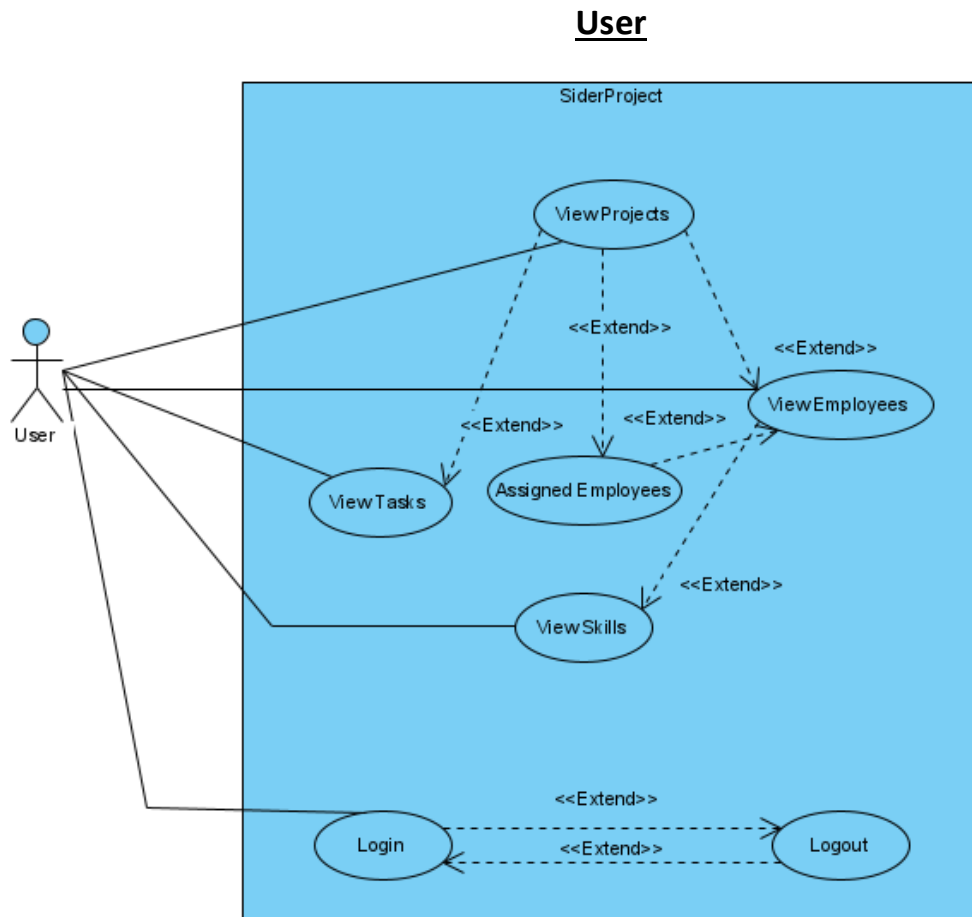 User
SiderProject
ViewProjects
<<Extend>>
<<Extend>>
ViewEmployees
<<Extend>>
<<Extend>>
User
ViewTasks
Assigned Employees
<<Extend>>
ViewSkills
<<Extend>>
Login
<<Extend>>
Logout